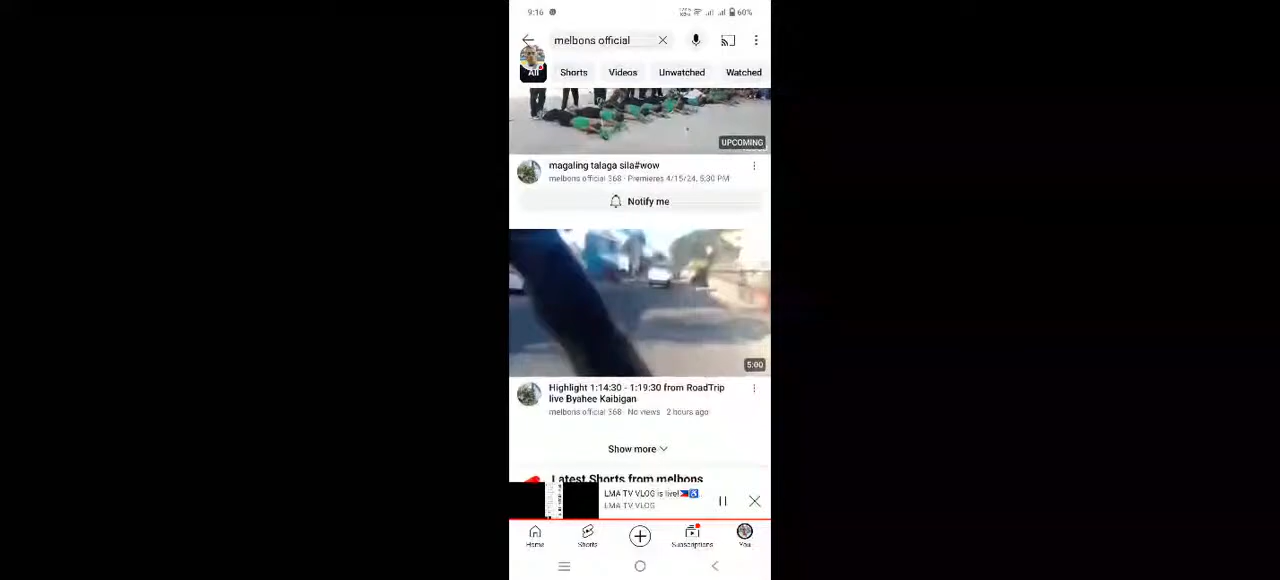 9:16
60%
melbons official
All
Shorts
Videos
Unwatched
Watched
UPCOMING
magaling talaga sila#wow
melbons official 368 · Premieres 4/15/24, 5:30 PM
Notify me
5:00
Highlight 1:14:30 - 1:19:30 from RoadTrip
live Byahee Kaibigan
melbons official 368 · No views · 2 hours ago
Show more
Latest Shorts from melbons
LMA TV VLOG is live!
LMA TV VLOG
Home
Shorts
Subscriptions
You